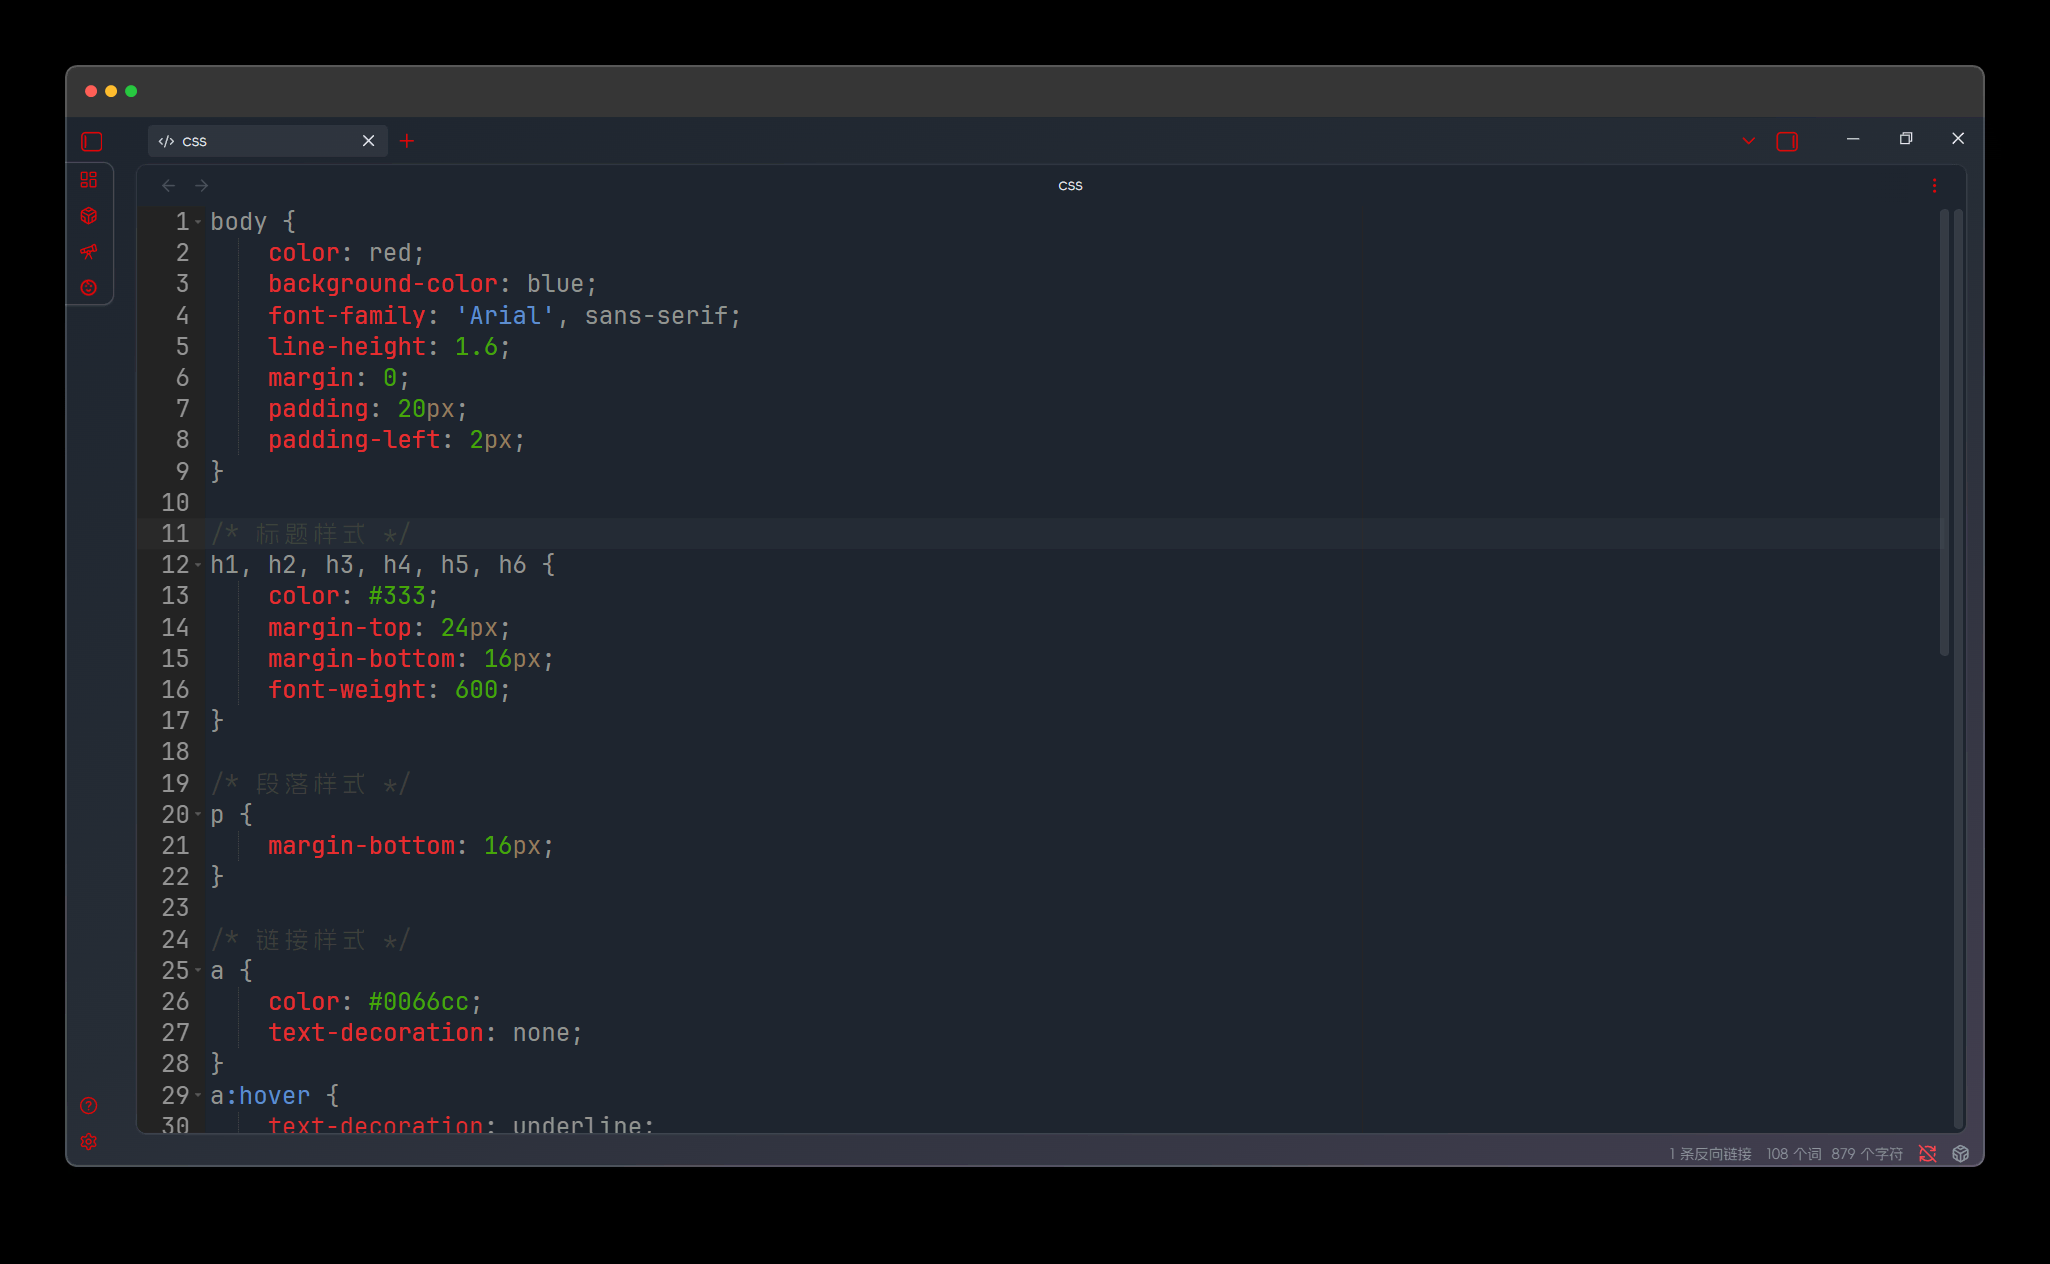 css
css
1 body {
2     color: red;
3     background-color: blue;
4     font-family: 'Arial', sans-serif;
5     line-height: 1.6;
6     margin: 0;
7     padding: 20px;
8     padding-left: 2px;
9 }
10
11 /* 标题样式 */
12 h1, h2, h3, h4, h5, h6 {
13     color: #333;
14     margin-top: 24px;
15     margin-bottom: 16px;
16     font-weight: 600;
17 }
18
19 /* 段落样式 */
20 p {
21     margin-bottom: 16px;
22 }
23
24 /* 链接样式 */
25 a {
26     color: #0066cc;
27     text-decoration: none;
28 }
29 a:hover {
30     text-decoration: underline;
1 条反向链接 108 个词 879 个字符